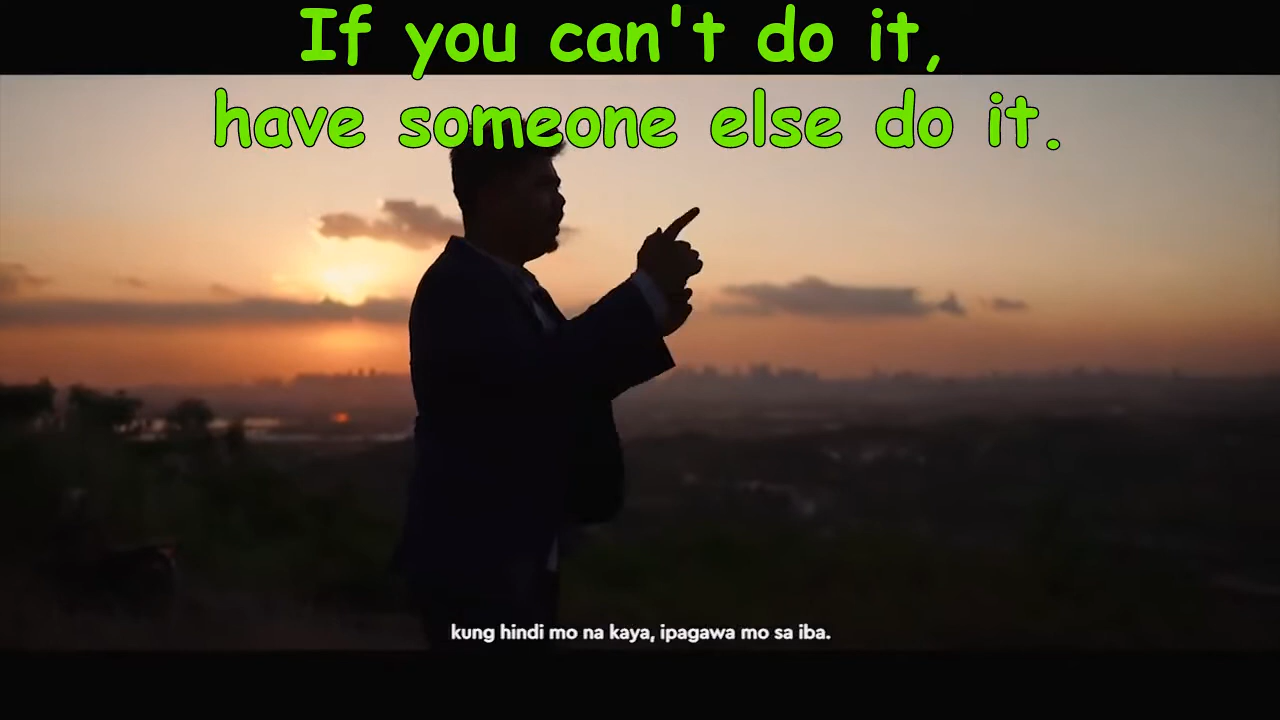 If you can't do it,
have someone else do it.
kung hindi mo na kaya, ipagawa mo sa iba.